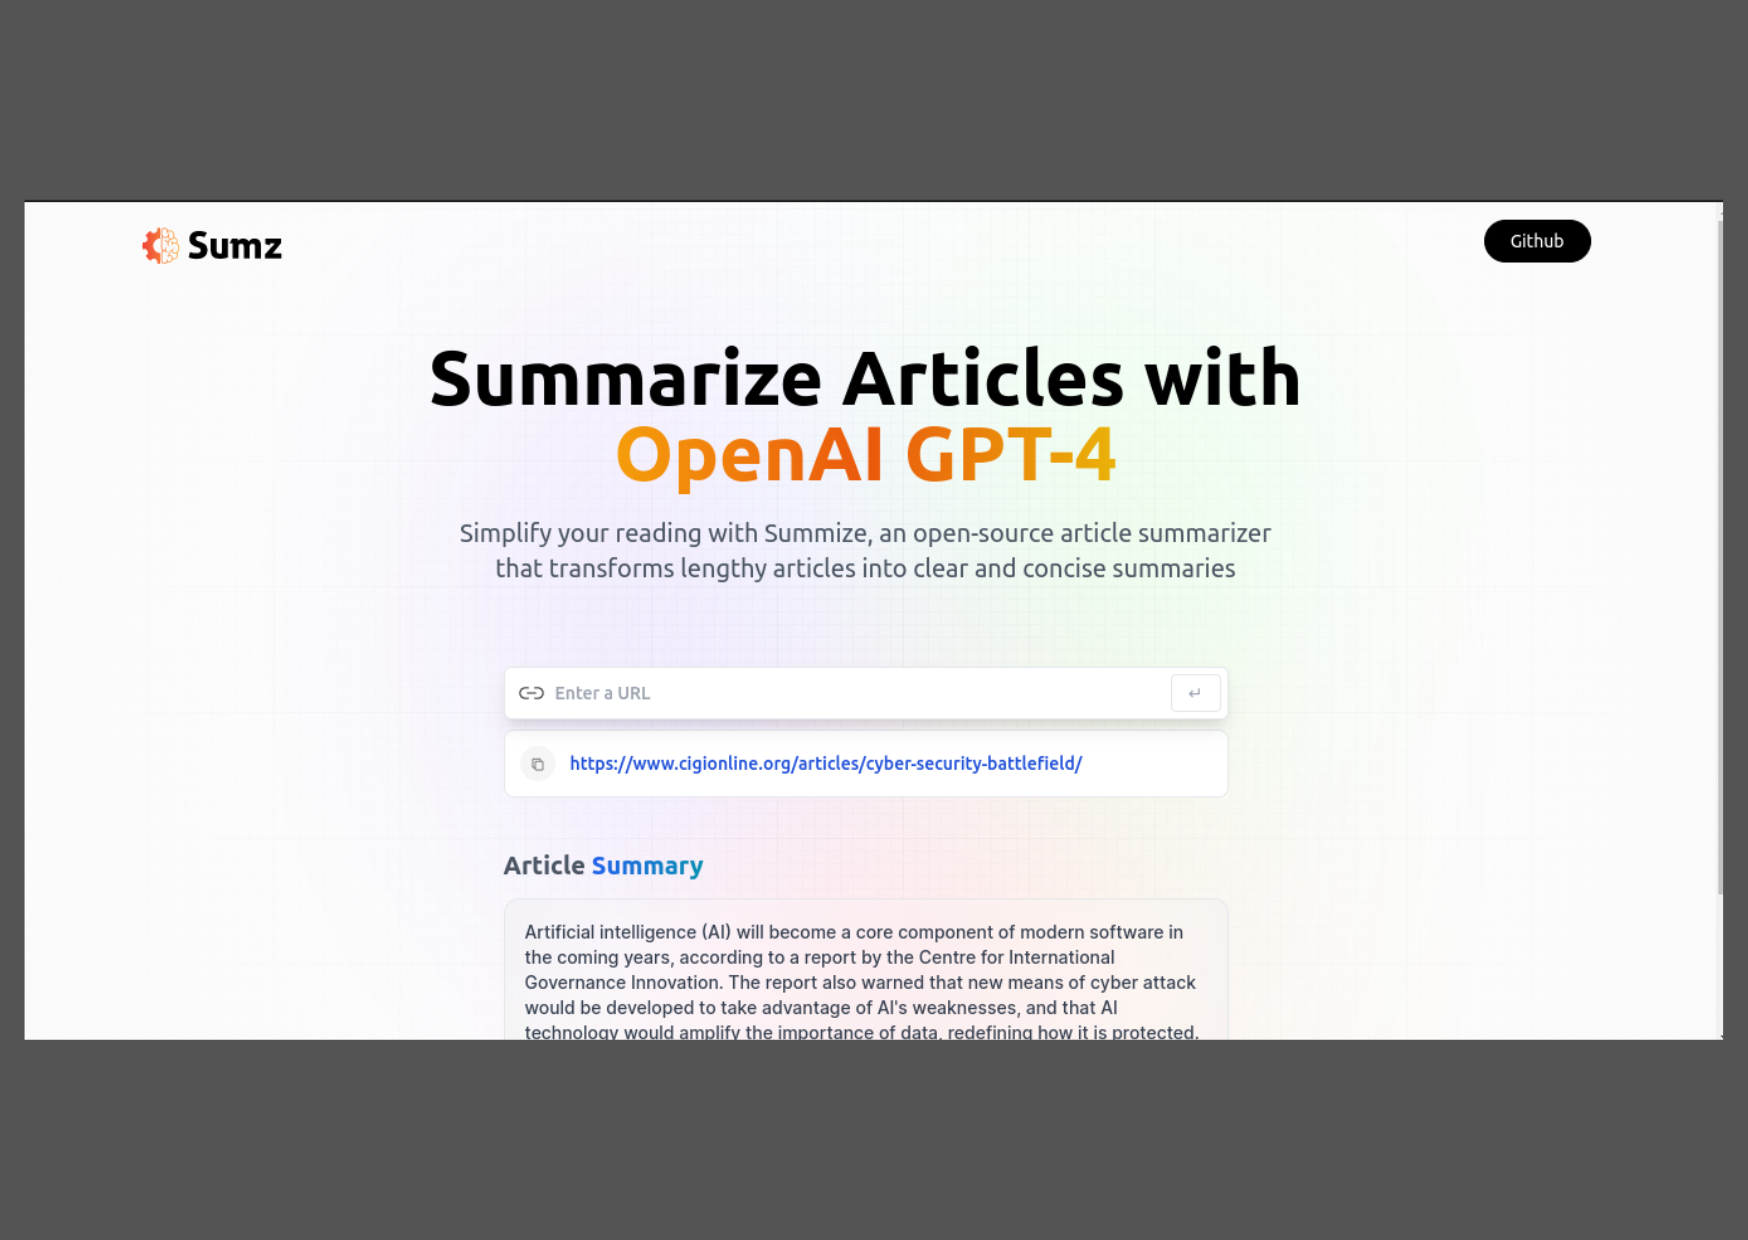 Sumz
Github
Summarize Articles with
OpenAI GPT-4
Simplify your reading with Summize, an open-source article summarizer
that transforms lengthy articles into clear and concise summaries
Enter a URL
https://www.cigionline.org/articles/cyber-security-battlefield/
Article Summary
Artificial intelligence (AI) will become a core component of modern software in
the coming years, according to a report by the Centre for International
Governance Innovation. The report also warned that new means of cyber attack
would be developed to take advantage of AI's weaknesses, and that AI
technology would amplify the importance of data, redefining how it is protected.